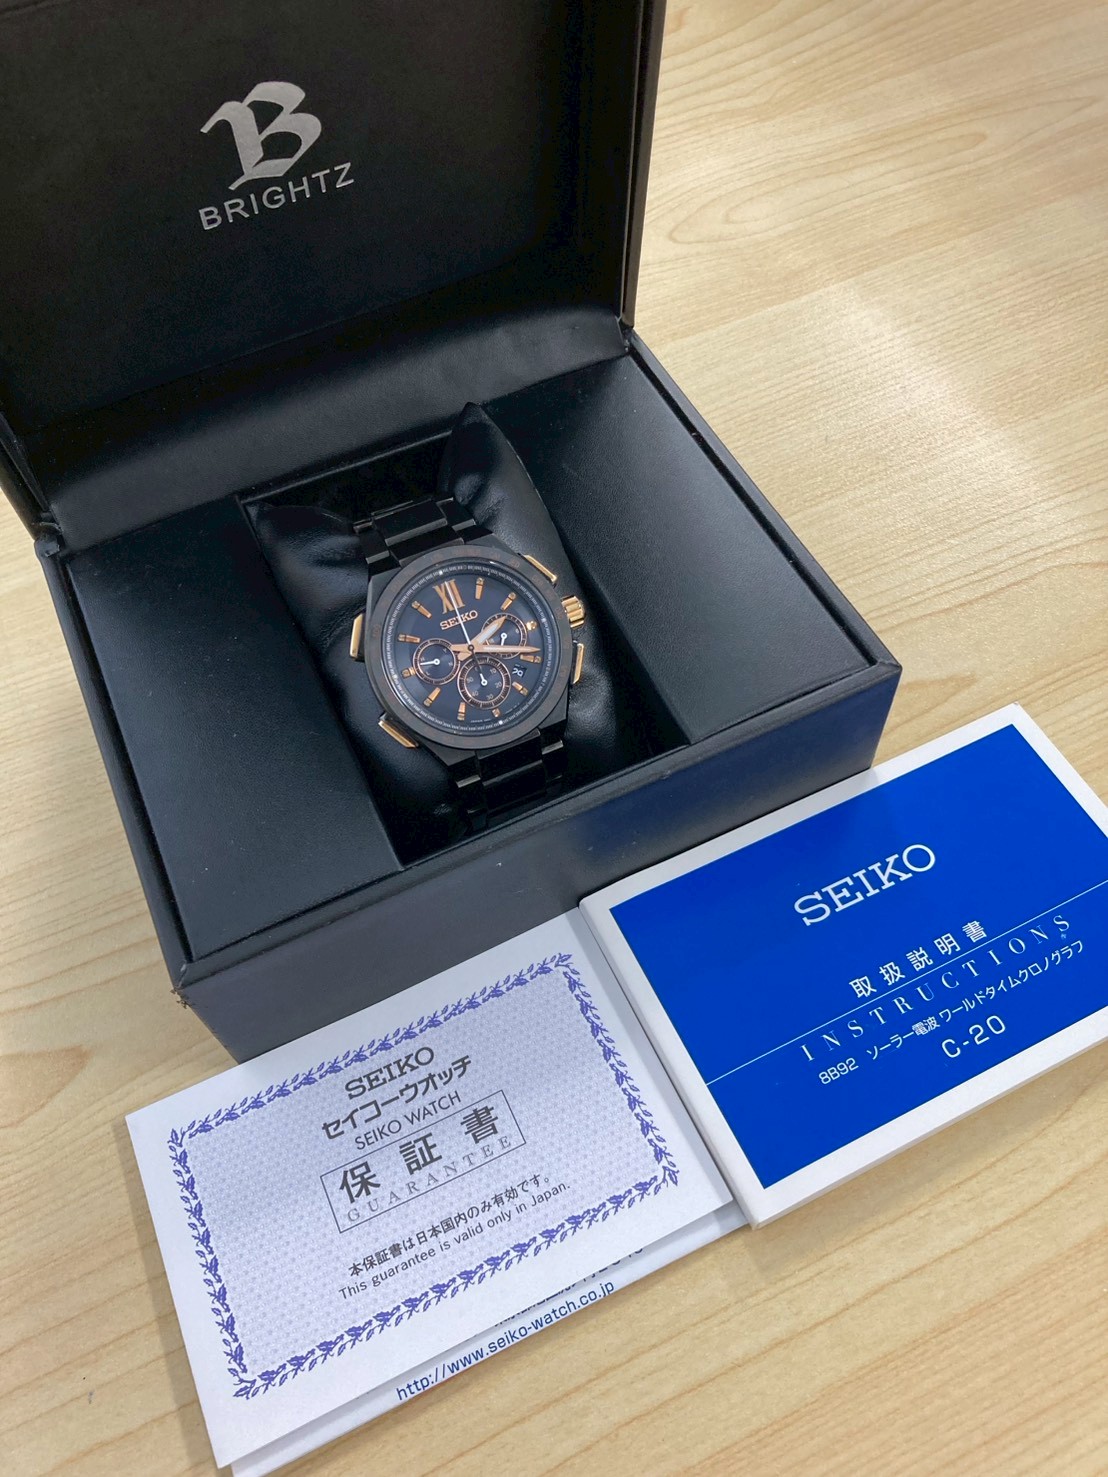 B
BRIGHTZ
SEIKO
SEIKO
取扱説明書
INSTRUCTIONS
8B92 ソーラー電波 ワールドタイムクロノグラフ
C-20
SEIKO
セイコーウオッチ
SEIKO WATCH
保証書
GUARANTEE
本保証書は日本国内のみ有効です。
This guarantee is valid only in Japan.
http://www.seiko-watch.co.jp